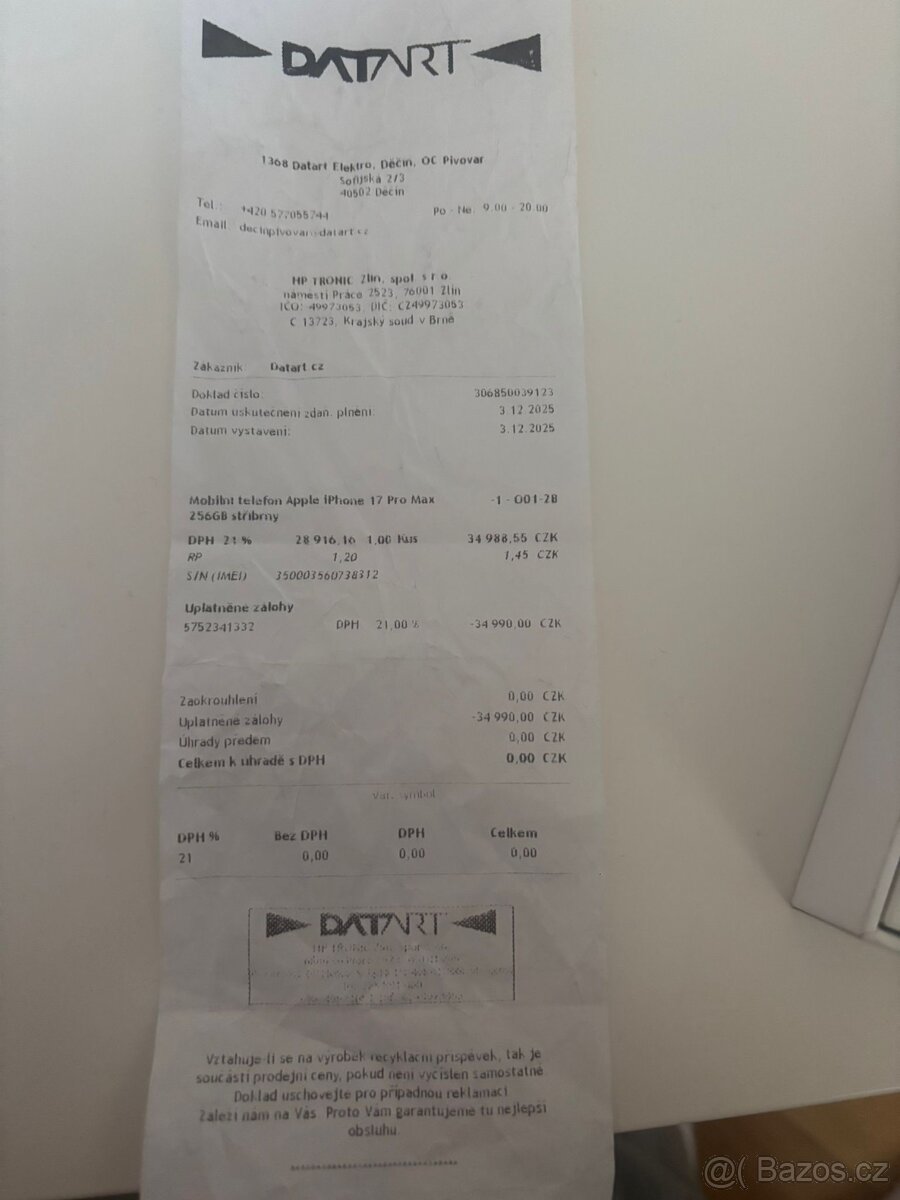 DATART
1368 Datart Elektro, Děčín, OC Pivovar
Sofijská 2/3
40502 Děčín
Tel.: +420 577055744 Po - Ne: 9.00 - 20.00
Email: decinpivovar@datart.cz
HP TRONIC Zlín, spol. s r.o.
náměstí Práce 2523, 76001 Zlín
IČO: 49973053, DIČ: CZ49973053
C 13723, Krajský soud v Brně
Zákazník Datart.cz
Doklad číslo: 306850039123
Datum uskutečnění zdaň. plnění: 3.12.2025
Datum vystavení: 3.12.2025
Mobilní telefon Apple iPhone 17 Pro Max -1 - O01-28
256GB stříbrný
DPH 21 % 28 916,16 1,00 Kus 34 988,55 CZK
RP 1,20 1,45 CZK
S/N (IMEI) 350003560738312
Uplatněné zálohy
5752341332 DPH 21,00 % -34 990,00 CZK
Zaokrouhlení 0,00 CZK
Uplatněné zálohy -34 990,00 CZK
Úhrady předem 0,00 CZK
Celkem k úhradě s DPH 0,00 CZK
Var. symbol
DPH % Bez DPH DPH Celkem
21 0,00 0,00 0,00
DATART
Vztahuje-li se na výrobek recyklační příspěvek, tak je
součástí prodejní ceny, pokud není vyčíslen samostatně.
Doklad uschovejte pro případnou reklamaci.
Záleží nám na Vás. Proto Vám garantujeme tu nejlepší
obsluhu.
@( Bazos.cz